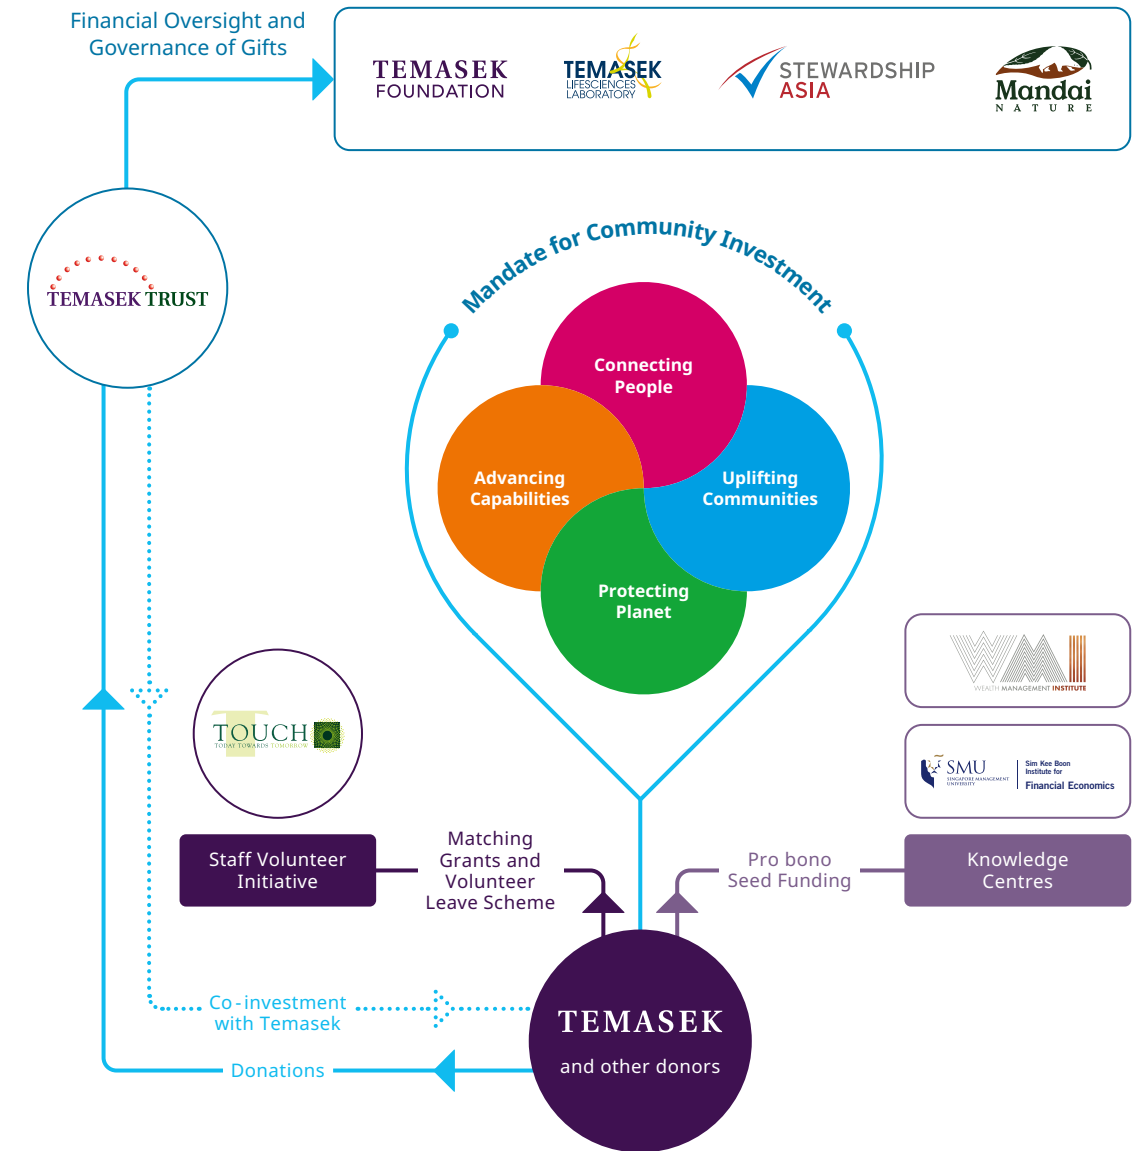 Financial Oversight and
Governance of Gifts
TEMASEK
FOUNDATION
TEMASEK
LIFESCIENCES
LABORATORY
STEWARDSHIP
ASIA
Mandai
NATURE
TEMASEK TRUST
Mandate for Community Investment
Connecting
People
Advancing
Capabilities
Uplifting
Communities
Protecting
Planet
WEALTH MANAGEMENT INSTITUTE
TOUCH
TODAY TOWARDS TOMORROW
SMU
SINGAPORE MANAGEMENT
UNIVERSITY
Sim Kee Boon
Institute for
Financial Economics
Staff Volunteer
Initiative
Matching
Grants and
Volunteer
Leave Scheme
Pro bono
Seed Funding
Knowledge
Centres
Co-investment
with Temasek
TEMASEK
and other donors
Donations